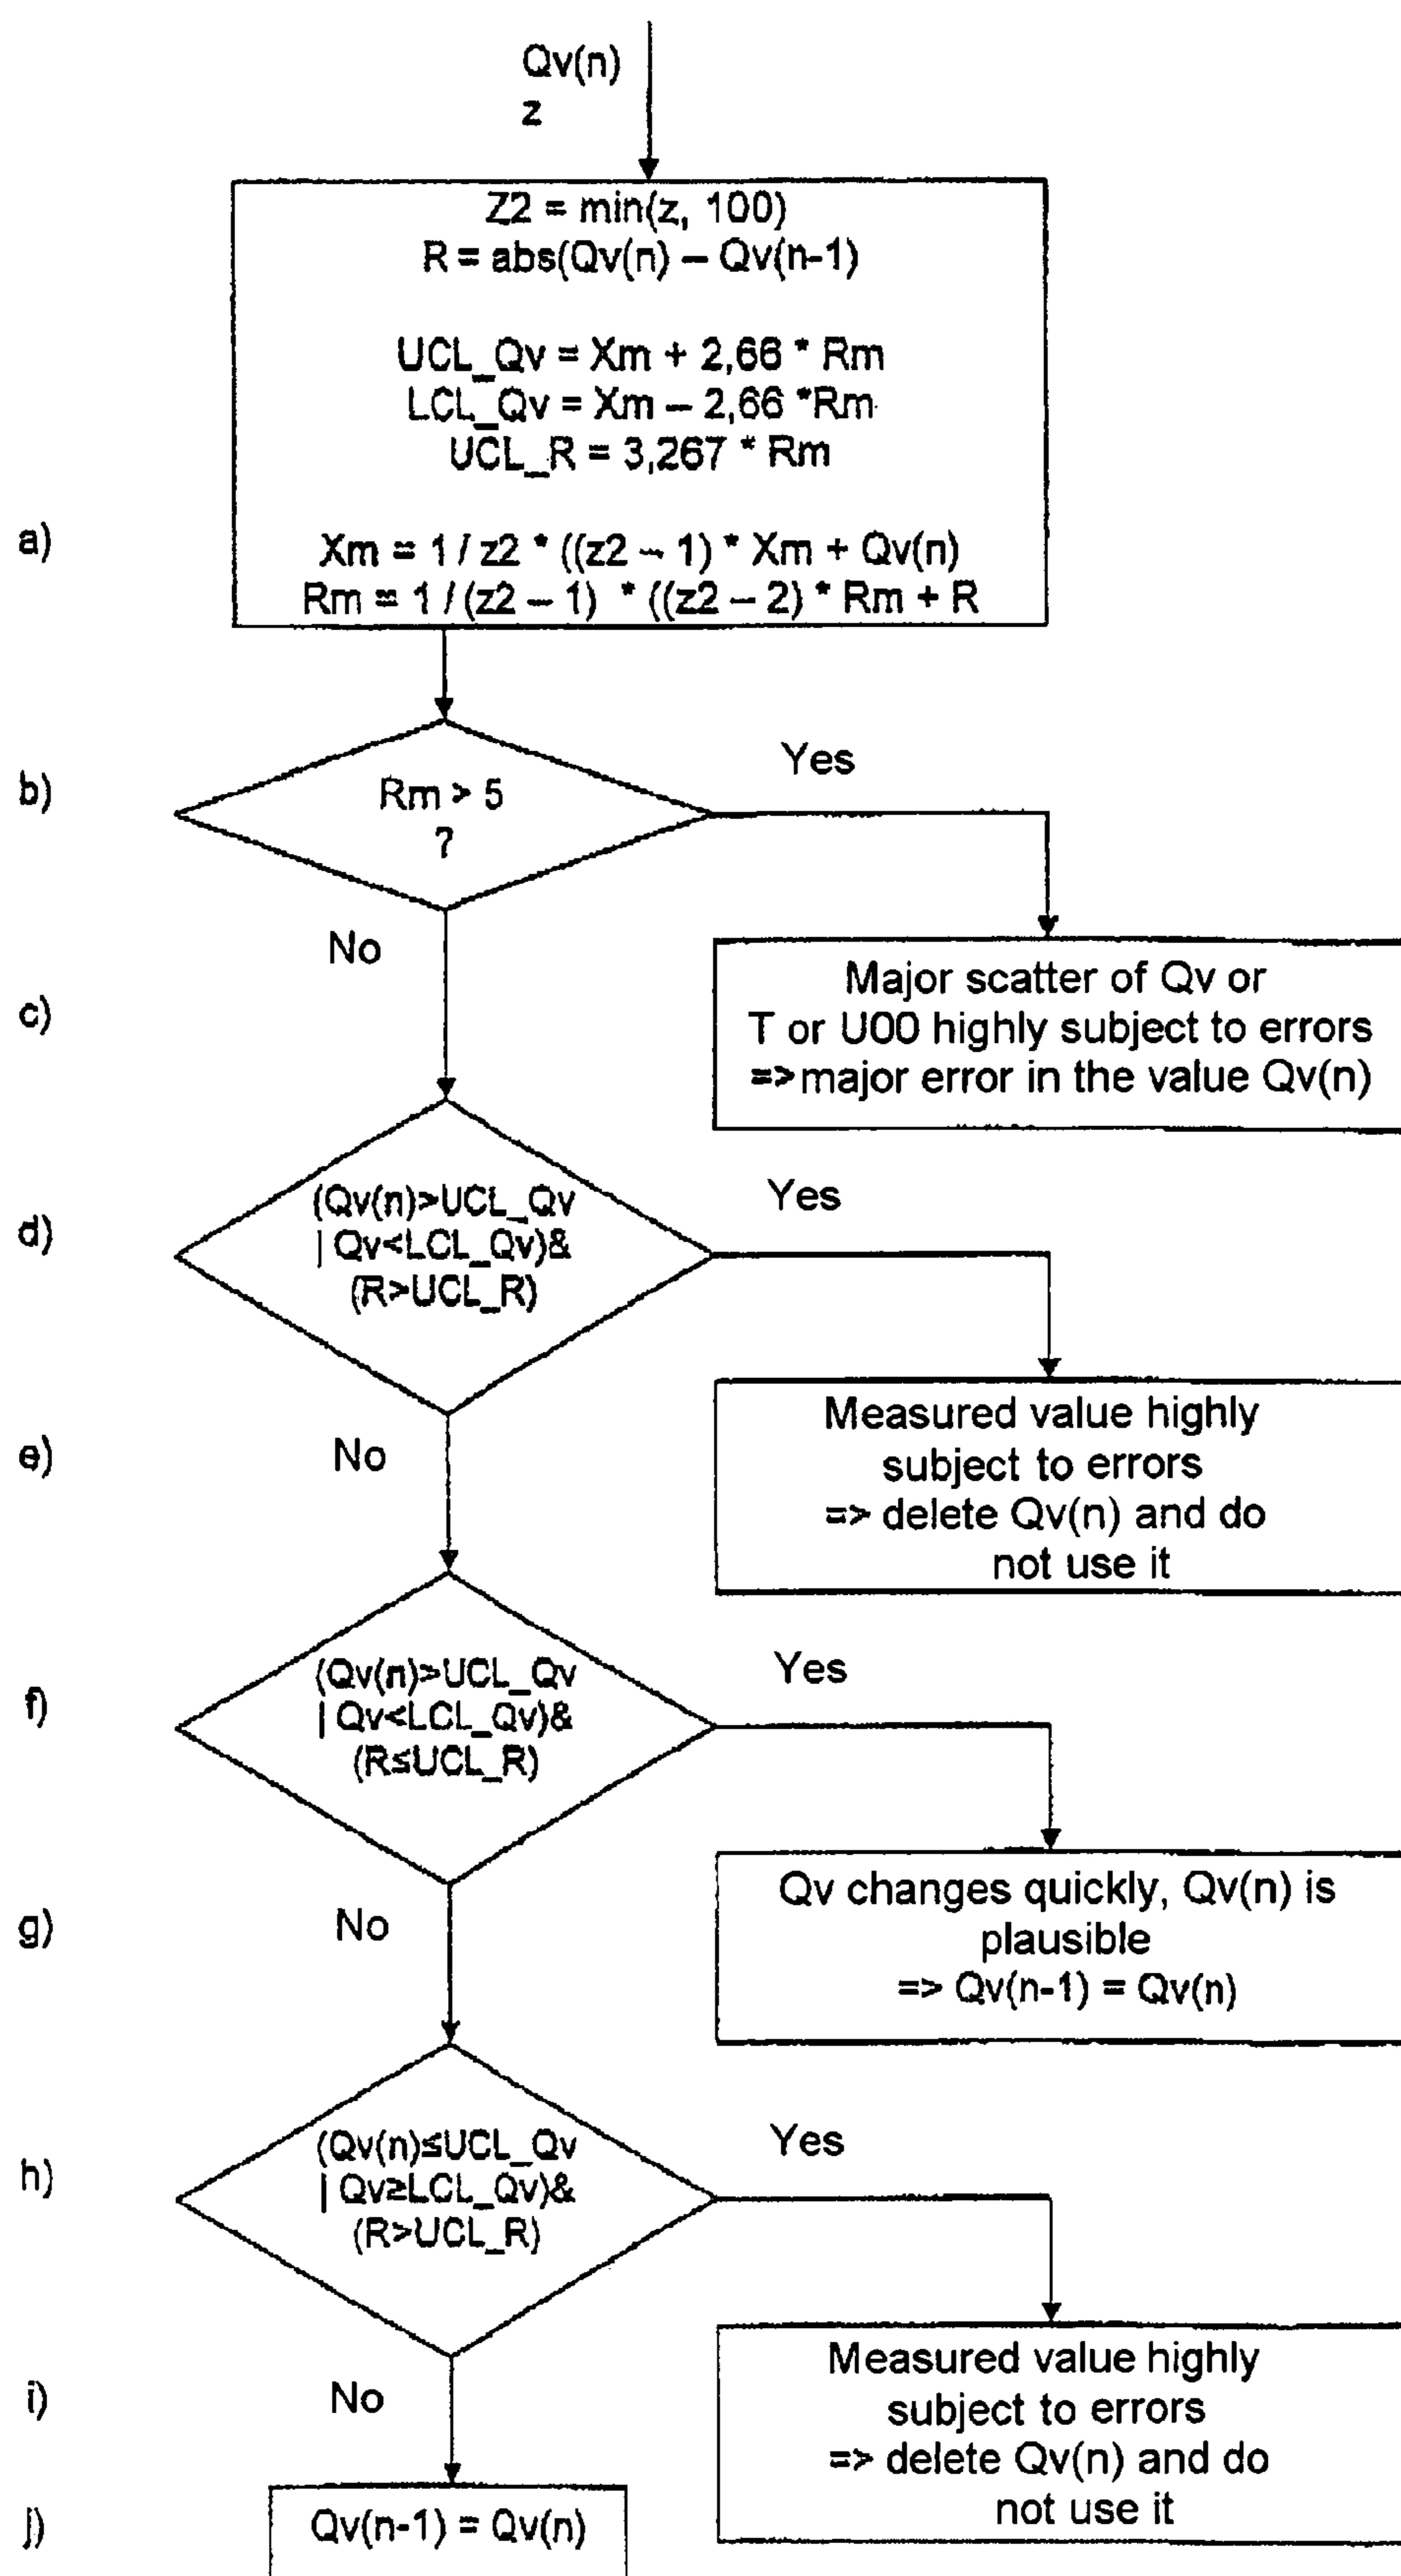 Qv(n)
z
Z2 = min(z, 100)
R = abs(Qv(n) – Qv(n-1)
UCL_Qv = Xm + 2,66 * Rm
LCL_Qv = Xm – 2,66 *Rm
UCL_R = 3,267 * Rm
a)
Xm = 1 / z2 * ((z2 – 1) * Xm + Qv(n)
Rm = 1 / (z2 – 1) * ((z2 – 2) * Rm + R
b)
Rm > 5
?
Yes
No
c)
Major scatter of Qv or
T or U00 highly subject to errors
=>major error in the value Qv(n)
d)
(Qv(n)>UCL_Qv
| Qv<LCL_Qv)&
(R>UCL_R)
Yes
e)
No
Measured value highly
subject to errors
=> delete Qv(n) and do
not use it
f)
(Qv(n)>UCL_Qv
| Qv<LCL_Qv)&
(R≤UCL_R)
Yes
g)
No
Qv changes quickly, Qv(n) is
plausible
=> Qv(n-1) = Qv(n)
h)
(Qv(n)≤UCL_Qv
| Qv≥LCL_Qv)&
(R>UCL_R)
Yes
i)
No
Measured value highly
subject to errors
=> delete Qv(n) and do
not use it
j)
Qv(n-1) = Qv(n)